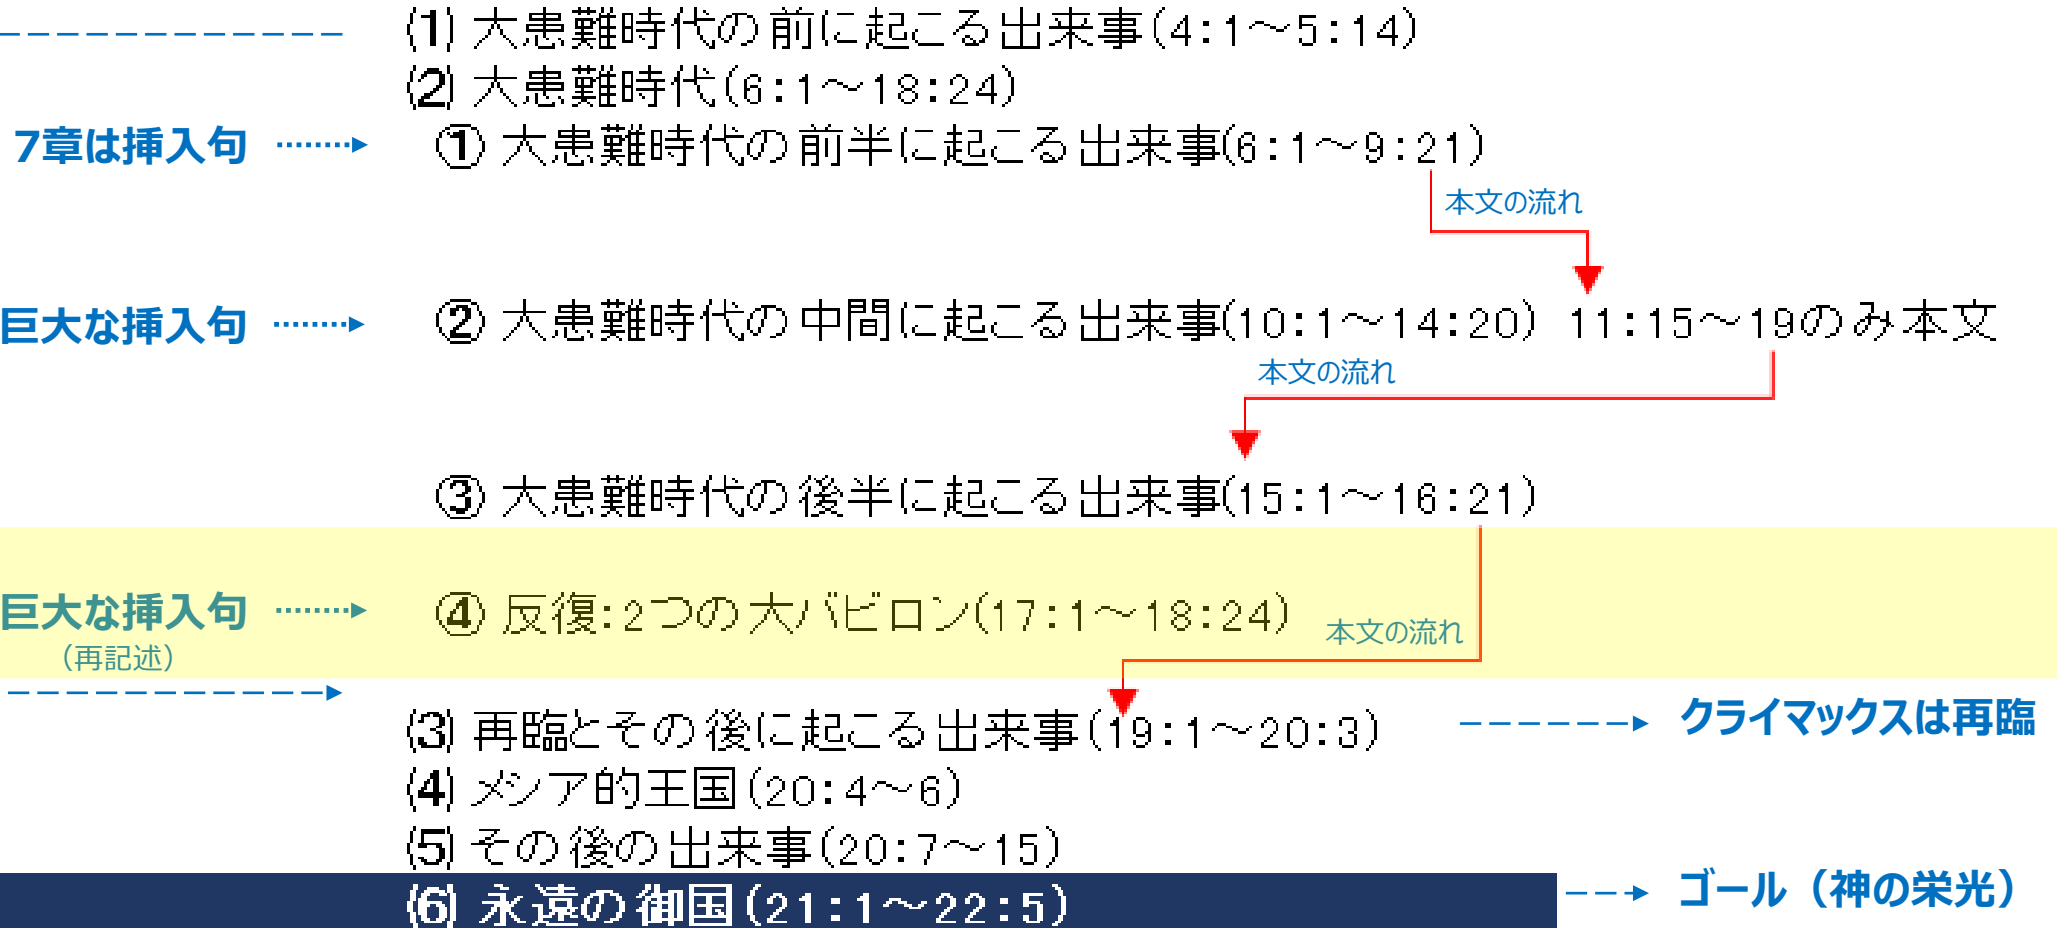 (1) 大患難時代の前に起こる出来事(4:1～5:14)
(2) 大患難時代(6:1～18:24)
7章は挿入句 ① 大患難時代の前半に起こる出来事(6:1～9:21)
本文の流れ
巨大な挿入句 ② 大患難時代の中間に起こる出来事(10:1～14:20) 11:15～19のみ本文
本文の流れ
③ 大患難時代の後半に起こる出来事(15:1～16:21)
巨大な挿入句 ④ 反復:2つの大バビロン(17:1～18:24)
本文の流れ
（再記述）
(3) 再臨とその後に起こる出来事(19:1～20:3) クライマックスは再臨
(4) メシア的王国(20:4～6)
(5) その後の出来事(20:7～15)
(6) 永遠の御国(21:1～22:5) ゴール（神の栄光）